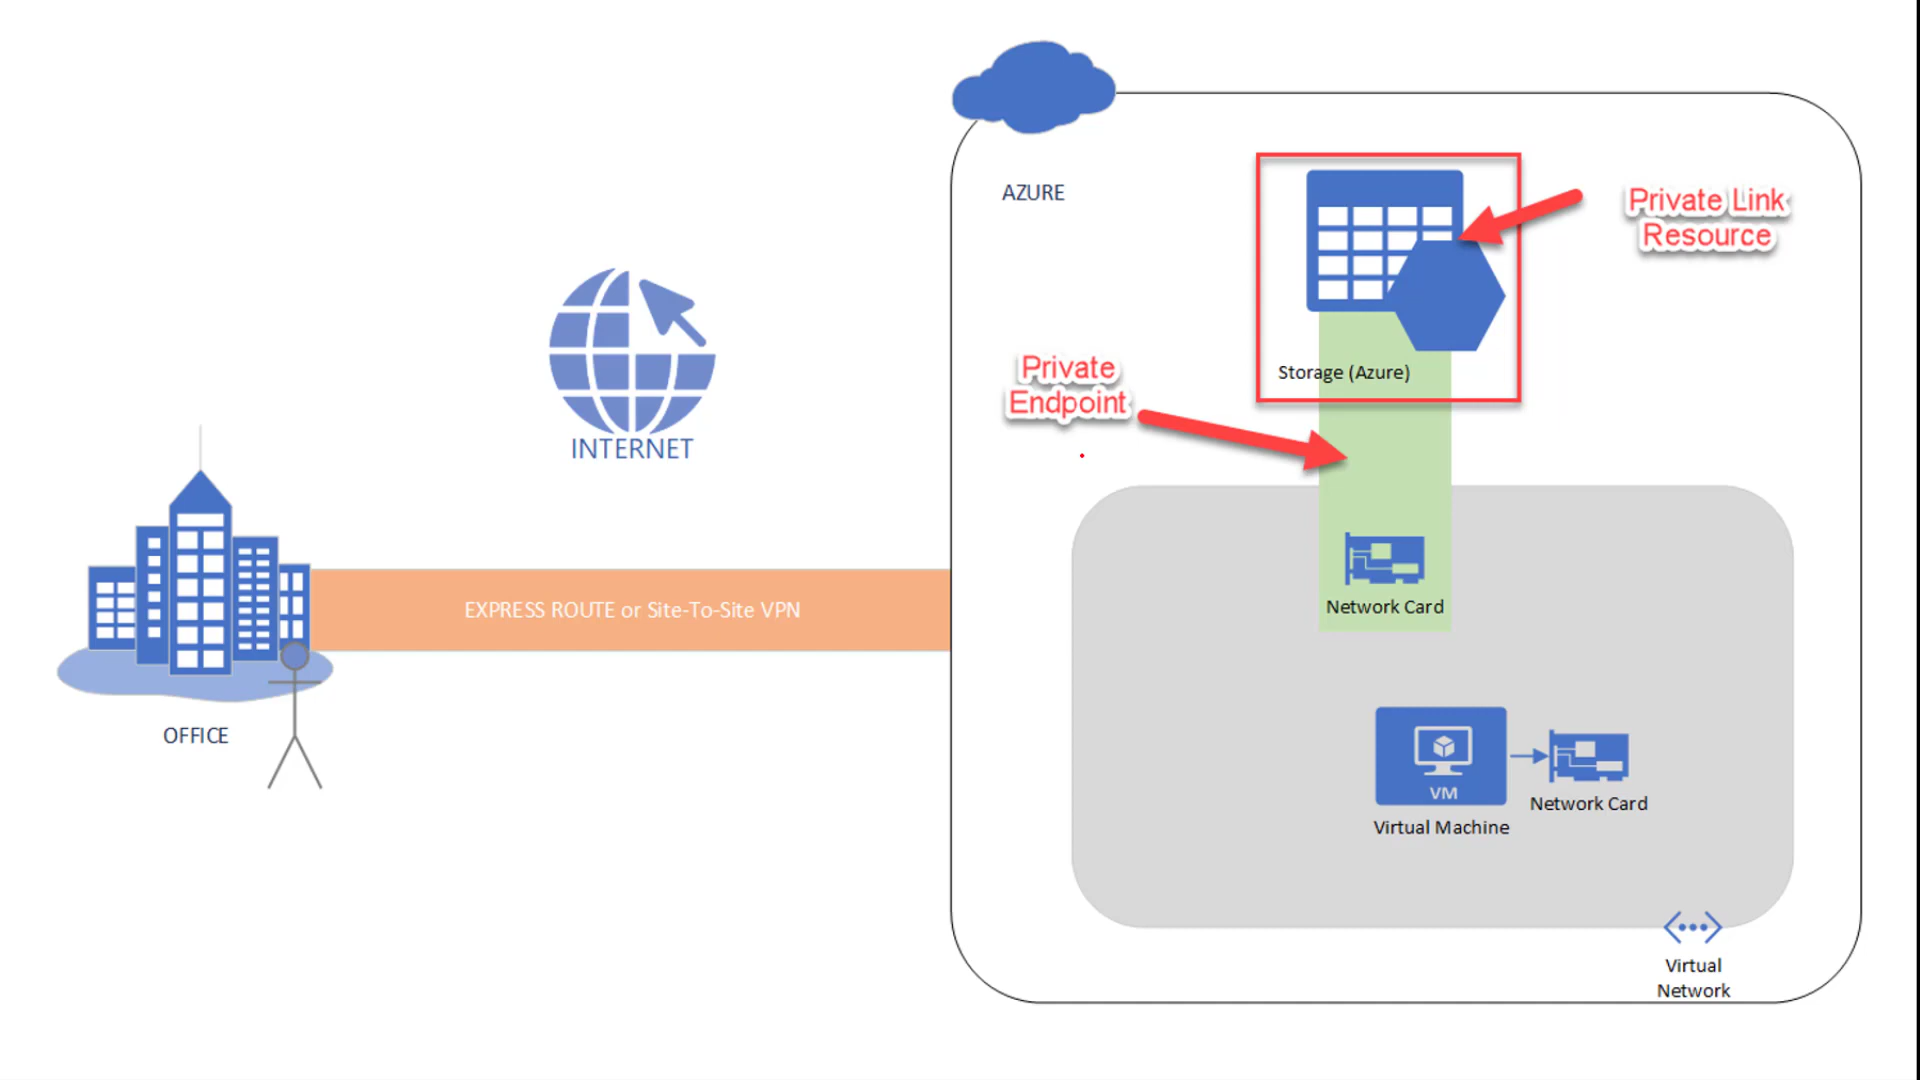 AZURE
Private Link
Resource
Private
Endpoint
Storage (Azure)
INTERNET
EXPRESS ROUTE or Site-To-Site VPN
Network Card
OFFICE
VM
Virtual Machine
Network Card
Virtual
Network